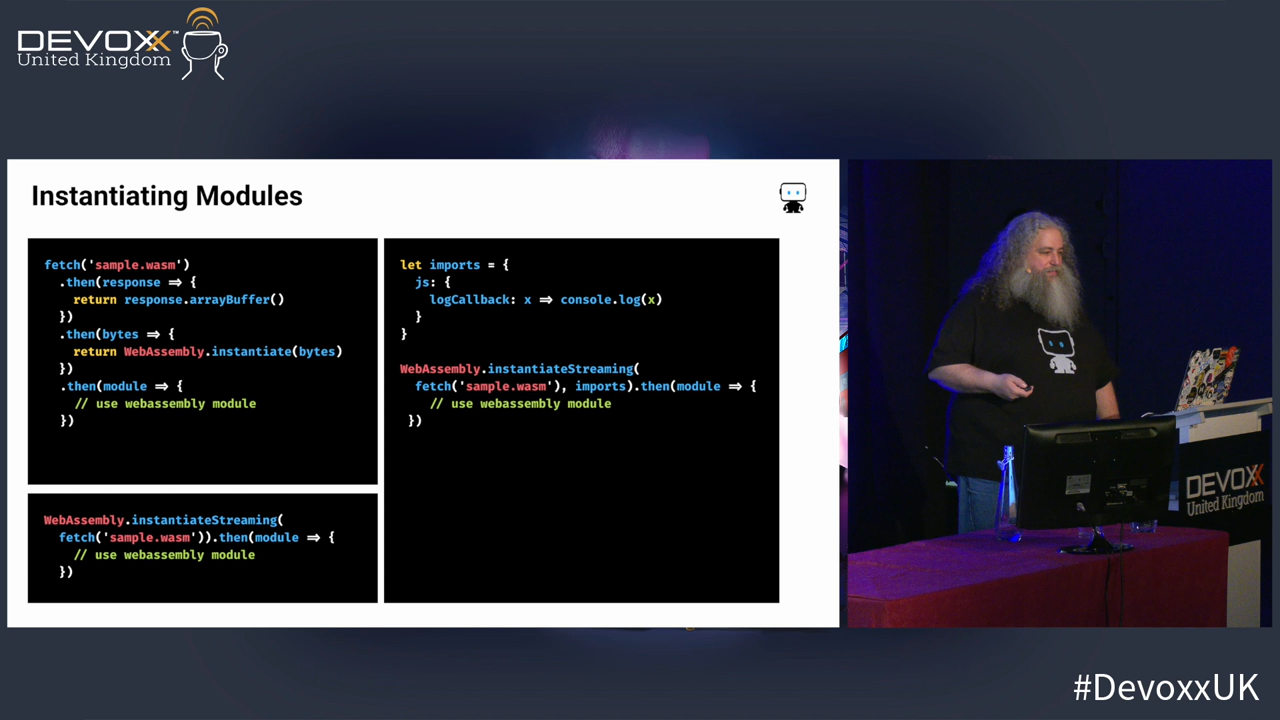 DEVOXX™
United Kingdom
Instantiating Modules
fetch('sample.wasm')
.then(response => {
return response.arrayBuffer()
})
.then(bytes => {
return WebAssembly.instantiate(bytes)
})
.then(module => {
// use webassembly module
})
WebAssembly.instantiateStreaming(
fetch('sample.wasm')).then(module => {
// use webassembly module
})
let imports = {
js: {
logCallback: x => console.log(x)
}
}
WebAssembly.instantiateStreaming(
fetch('sample.wasm'), imports).then(module => {
// use webassembly module
})
DEVOXX
United Kingdom
#DevoxxUK